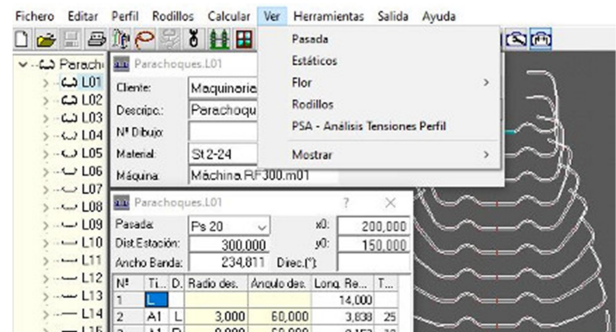 Fichero Editar Perfil Rodillos Calcular Ver Herramientas Salida Ayuda
Pasada
Estáticos
Flor
Rodillos
PSA - Análisis Tensiones Perfil
Mostrar
Parach
L01
L02
L03
L04
L05
L06
L07
L08
L09
L10
L11
L12
L13
L14
L15
Parachoques.L01
Cliente: Maquinaria
Descripc.: Parachoqu
Nº Dibujo:
Material: St 2-24
Máquina: Máchina RF300.m01
Parachoques.L01 ?
Pasada: Ps 20 x0: 200,000
Dist.Estación: 300,000 y0: 150,000
Ancho Banda: 234,811 Direc.(°):
Nº Ti... D. Radio des. Angulo des. Long. Re... T...
1 L 14,000
2 A1 L 3,000 60,000 3,838 25